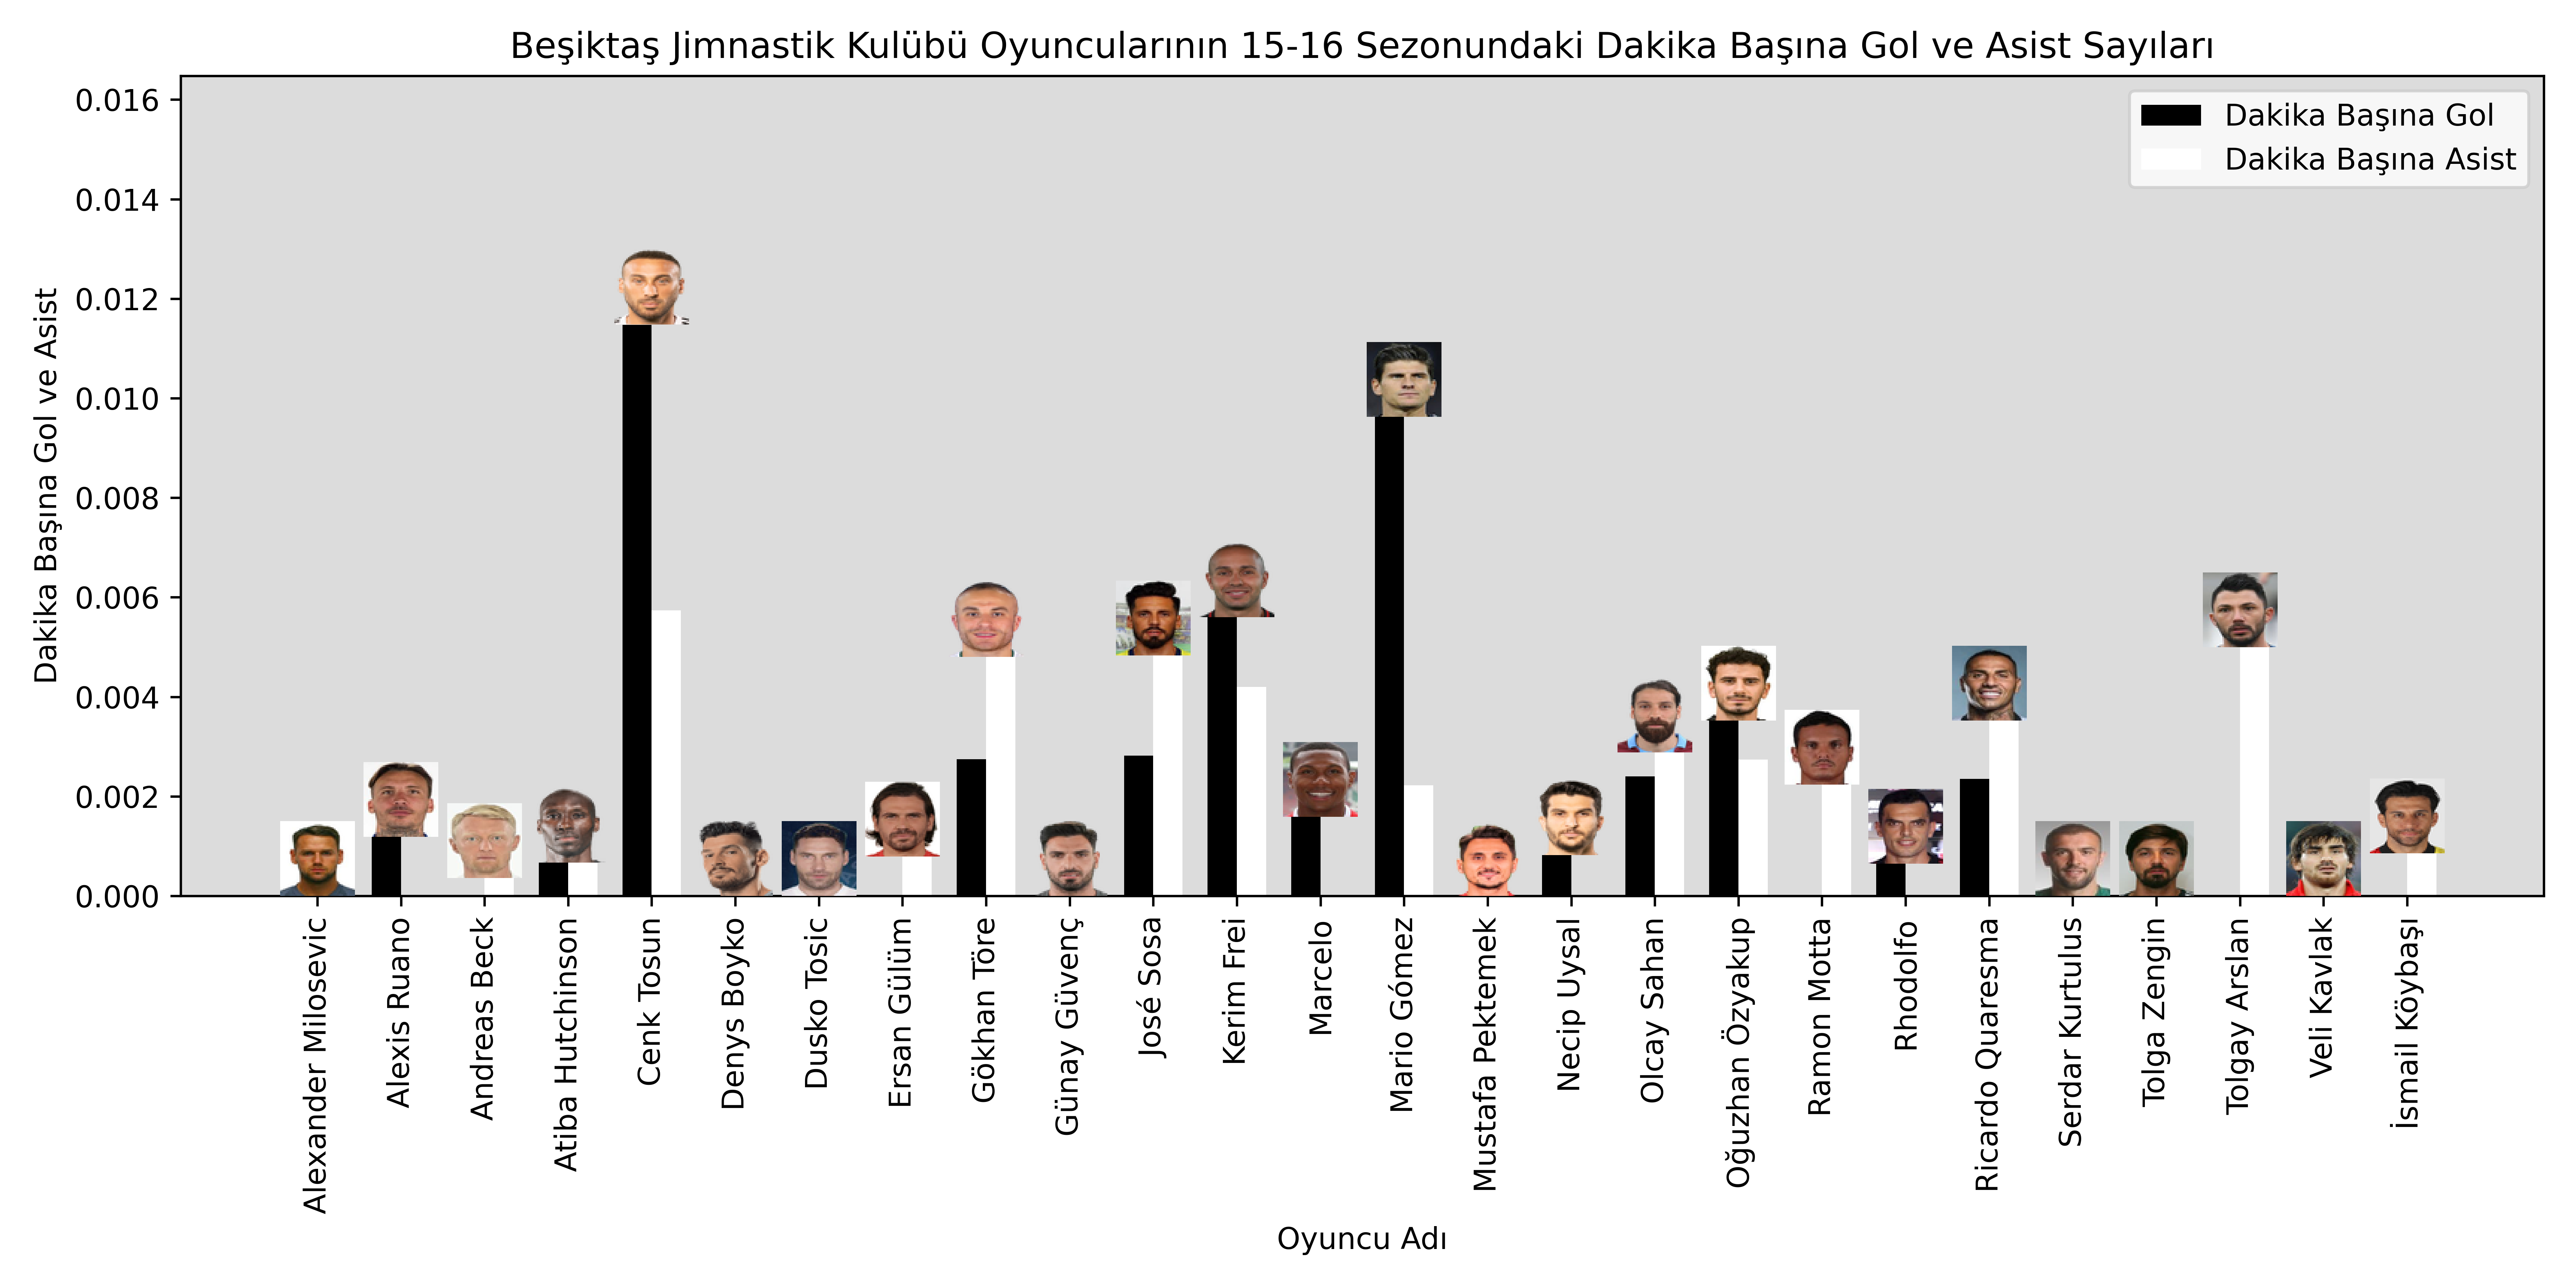 Beşiktaş Jimnastik Kulübü Oyuncularının 15-16 Sezonundaki Dakika Başına Gol ve Asist Sayıları
Dakika Başına Gol
Dakika Başına Asist
Dakika Başına Gol ve Asist
0.016
0.014
0.012
0.010
0.008
0.006
0.004
0.002
0.000
Alexander Milosevic
Alexis Ruano
Andreas Beck
Atiba Hutchinson
Cenk Tosun
Denys Boyko
Dusko Tosic
Ersan Gülüm
Gökhan Töre
Günay Güvenç
José Sosa
Kerim Frei
Marcelo
Mario Gómez
Mustafa Pektemek
Necip Uysal
Olcay Sahan
Oğuzhan Özyakup
Ramon Motta
Rhodolfo
Ricardo Quaresma
Serdar Kurtulus
Tolga Zengin
Tolgay Arslan
Veli Kavlak
İsmail Köybaşı
Oyuncu Adı